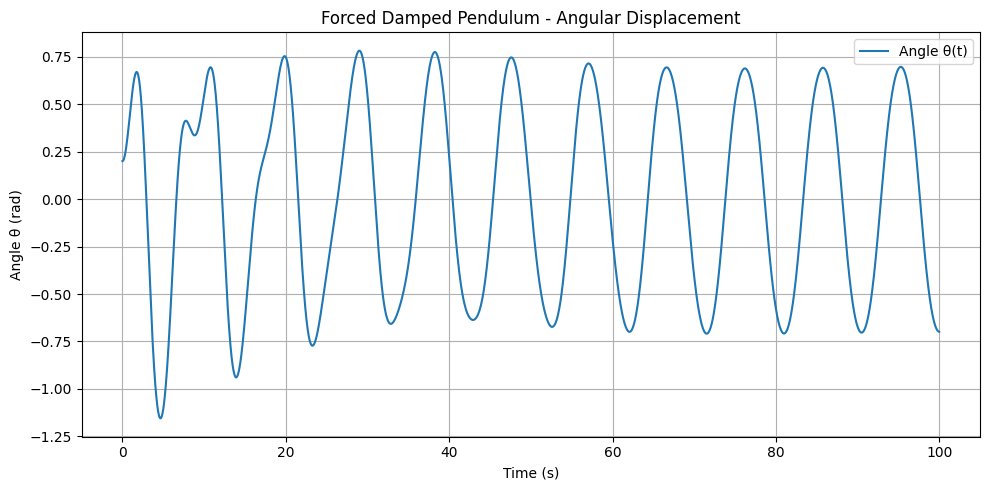 Forced Damped Pendulum - Angular Displacement
Angle θ(t)
0.75
0.50
0.25
0.00
−0.25
−0.50
−0.75
−1.00
−1.25
Angle θ (rad)
0 20 40 60 80 100
Time (s)